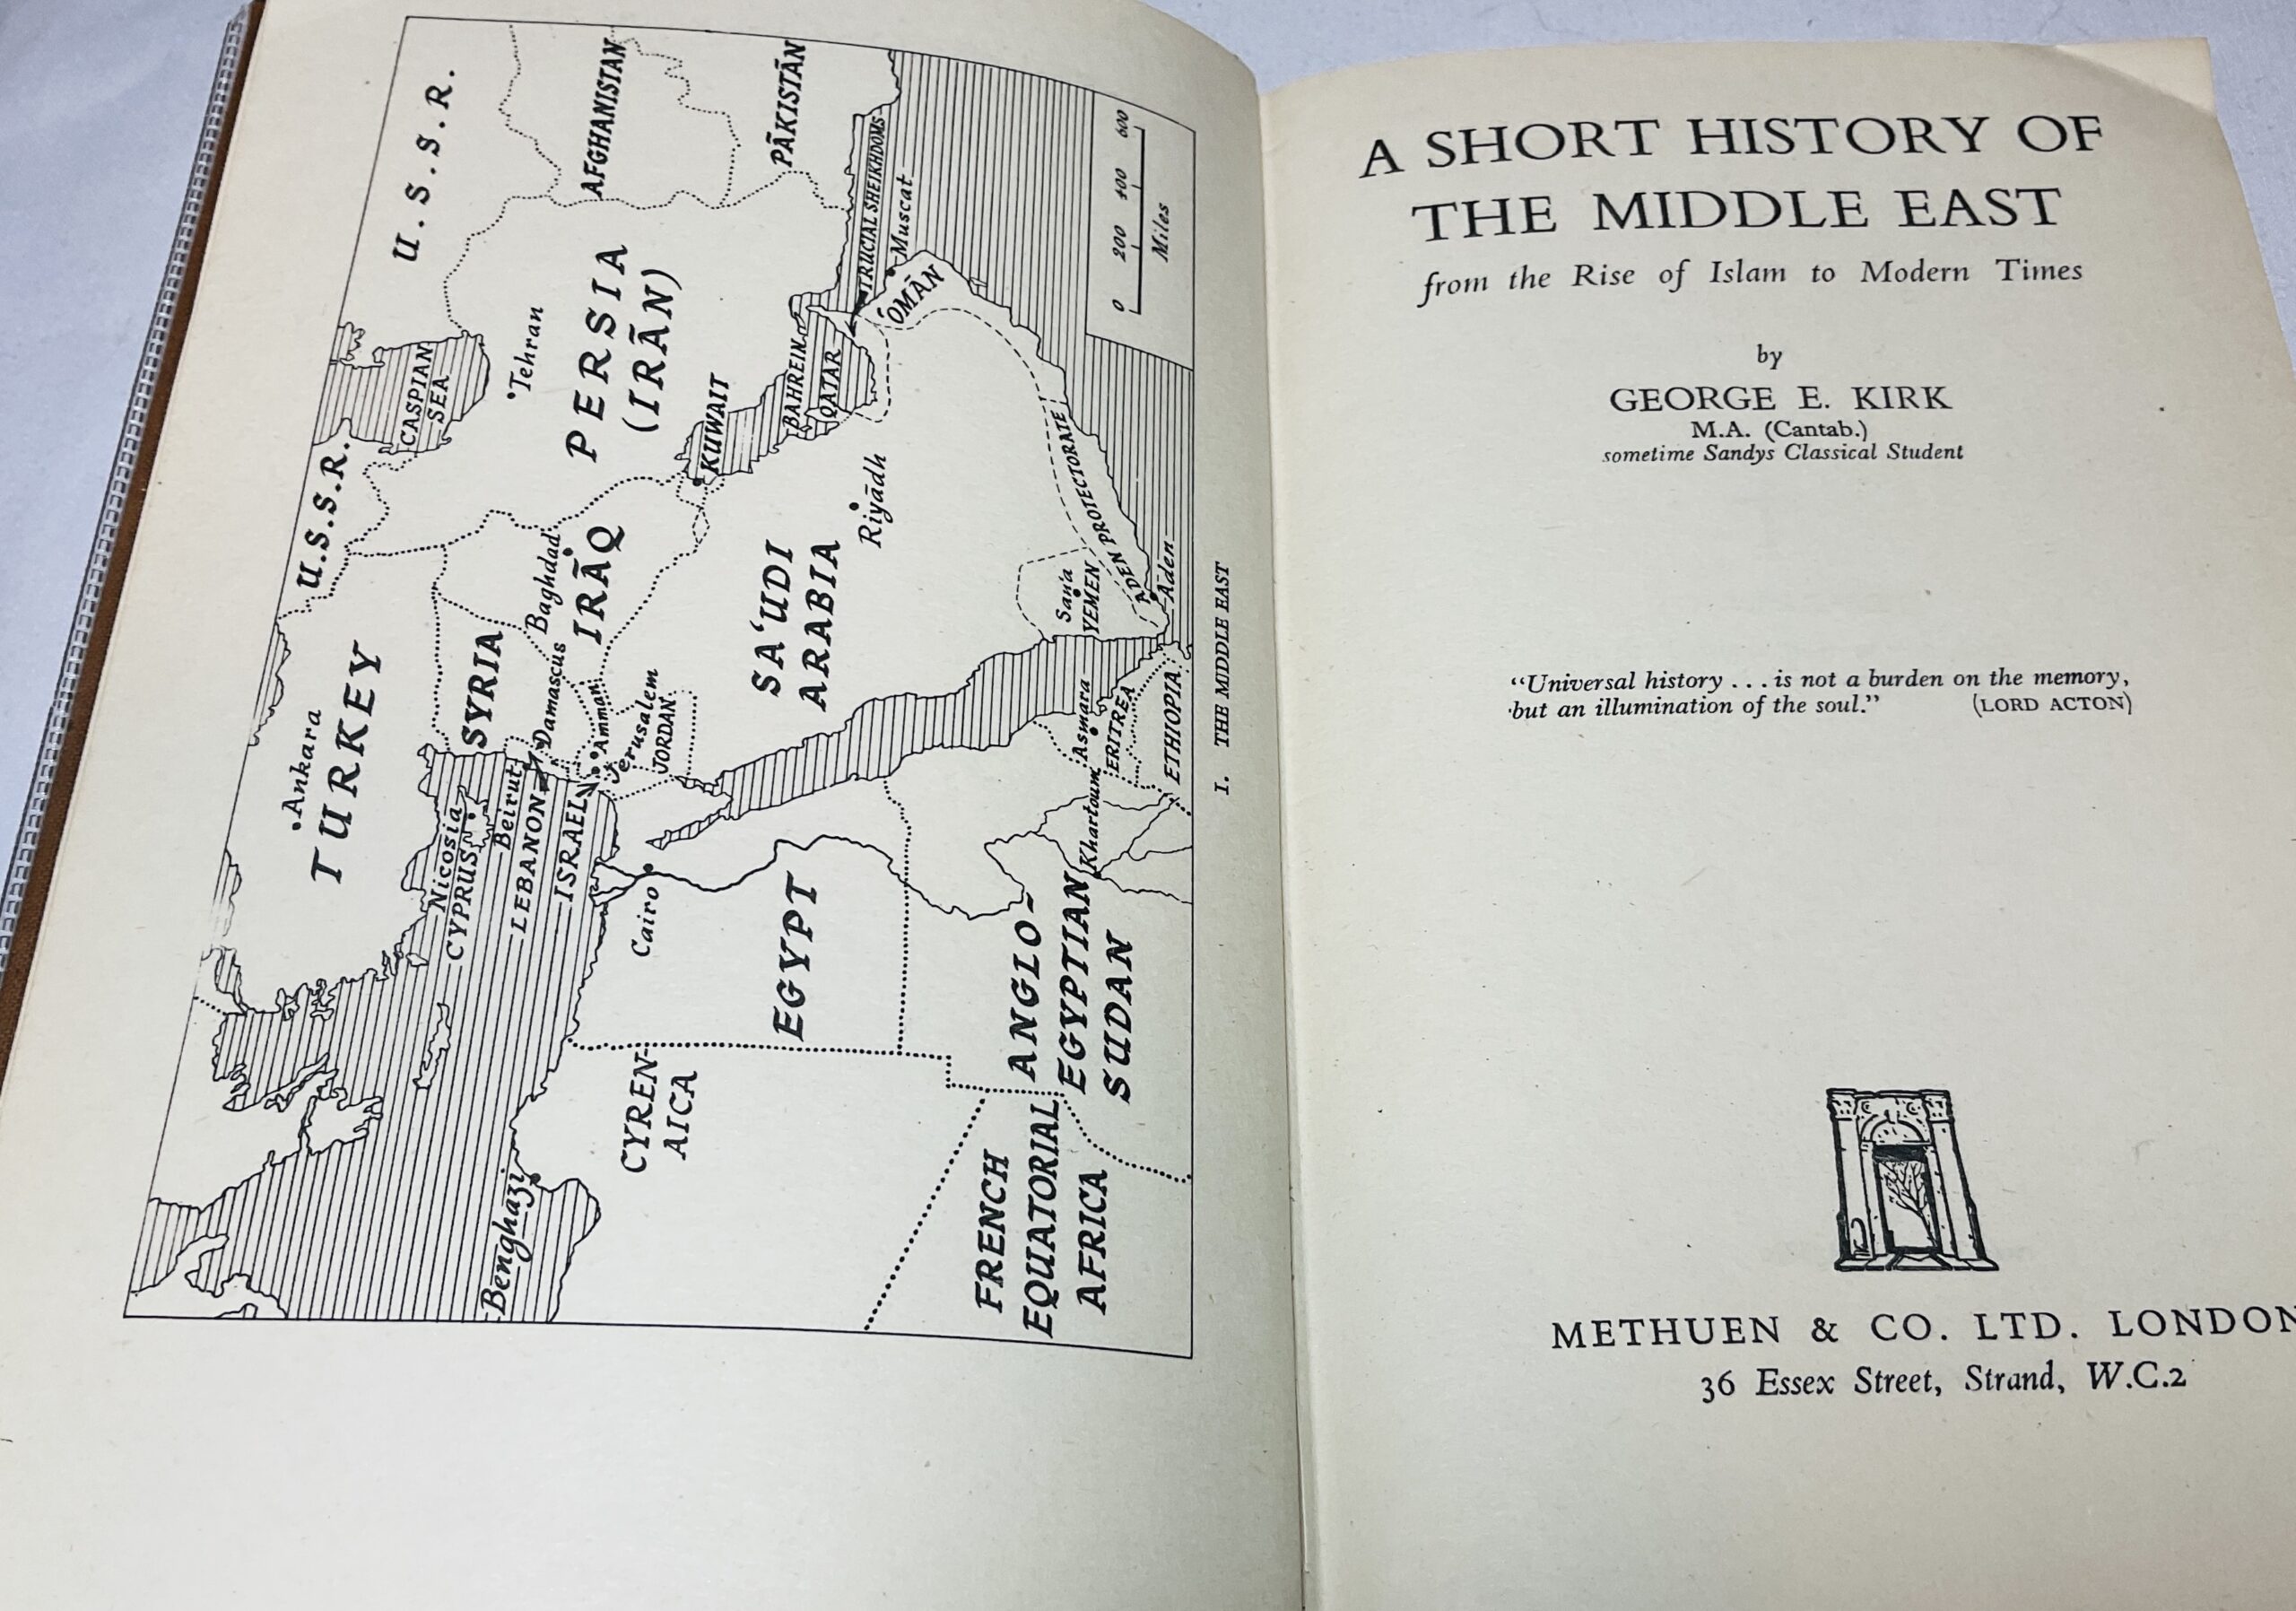 U.S.S.R.
AFGHANISTAN
PĀKISTĀN
CASPIAN
SEA
Tehran
PERSIA
(IRĀN)
TRUCIAL SHEIKHDOMS
Muscat
'OMĀN
0 200 400 600
Miles
U.S.S.R.
KUWAIT
BAHREIN
QATAR
Baghdad
IRĀQ
Riyādh
SA'UDI
ARABIA
ADEN PROTECTORATE
San'a
YEMEN
Aden
Ankara
TURKEY
SYRIA
Damascus
Amman
Jerusalem
JORDAN
Nicosia
CYPRUS
Beirut
LEBANON
ISRAEL
Cairo
EGYPT
Asmara
ERITREA
ETHIOPIA
Khartoum
ANGLO-
EGYPTIAN
SUDAN
CYREN-
AICA
Benghazi
FRENCH
EQUATORIAL
AFRICA
I. THE MIDDLE EAST
A SHORT HISTORY OF
THE MIDDLE EAST
from the Rise of Islam to Modern Times
by
GEORGE E. KIRK
M.A. (Cantab.)
sometime Sandys Classical Student
“Universal history . . . is not a burden on the memory,
but an illumination of the soul.” (LORD ACTON)
METHUEN & CO. LTD. LONDON
36 Essex Street, Strand, W.C.2